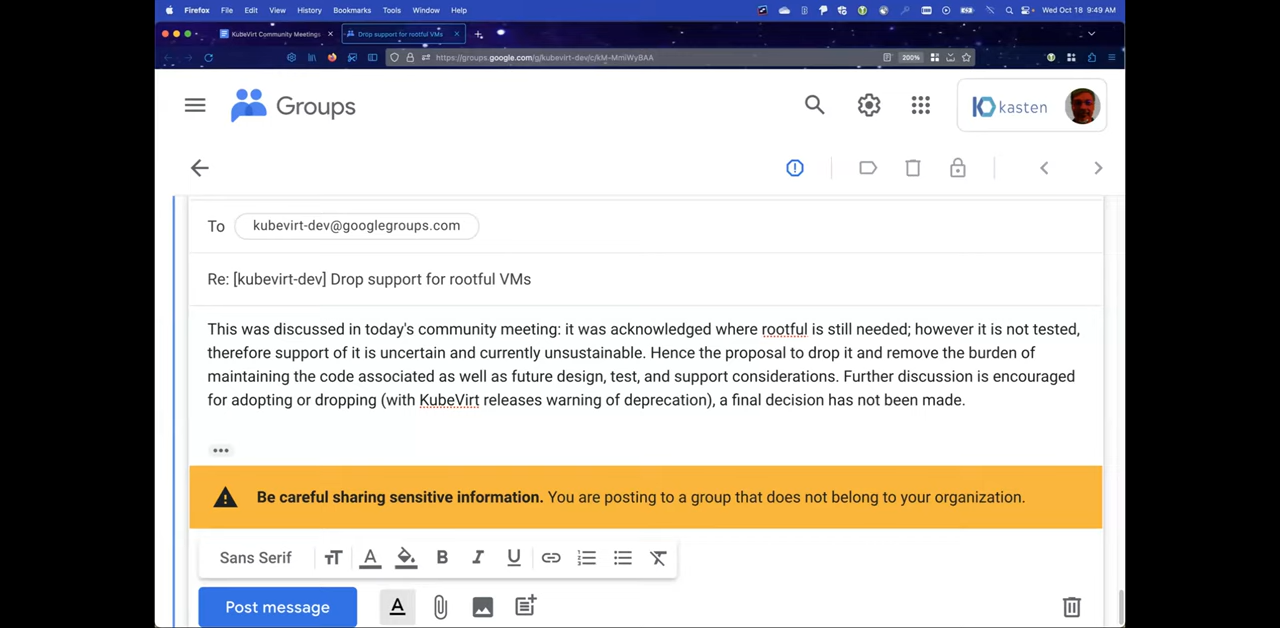 Firefox File Edit View History Bookmarks Tools Window Help Wed Oct 18 9:49 AM
KubeVirt Community Meetings Drop support for rootful VMs
https://groups.google.com/g/kubevirt-dev/c/kM-MmiWyBAA 200%
Groups kasten
To kubevirt-dev@googlegroups.com
Re: [kubevirt-dev] Drop support for rootful VMs
This was discussed in today's community meeting: it was acknowledged where rootful is still needed; however it is not tested,
therefore support of it is uncertain and currently unsustainable. Hence the proposal to drop it and remove the burden of
maintaining the code associated as well as future design, test, and support considerations. Further discussion is encouraged
for adopting or dropping (with KubeVirt releases warning of deprecation), a final decision has not been made.
Be careful sharing sensitive information. You are posting to a group that does not belong to your organization.
Sans Serif
Post message